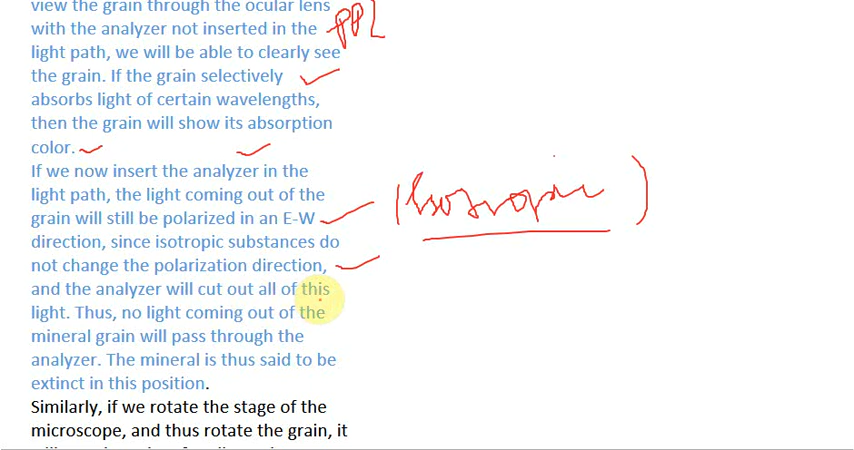 view the grain through the ocular lens
with the analyzer not inserted in the
PPL
light path, we will be able to clearly see
the grain. If the grain selectively
absorbs light of certain wavelengths,
then the grain will show its absorption
color.
If we now insert the analyzer in the
light path, the light coming out of the
(Isotropic)
grain will still be polarized in an E-W
direction, since isotropic substances do
not change the polarization direction,
and the analyzer will cut out all of this
light. Thus, no light coming out of the
mineral grain will pass through the
analyzer. The mineral is thus said to be
extinct in this position.
Similarly, if we rotate the stage of the
microscope, and thus rotate the grain, it